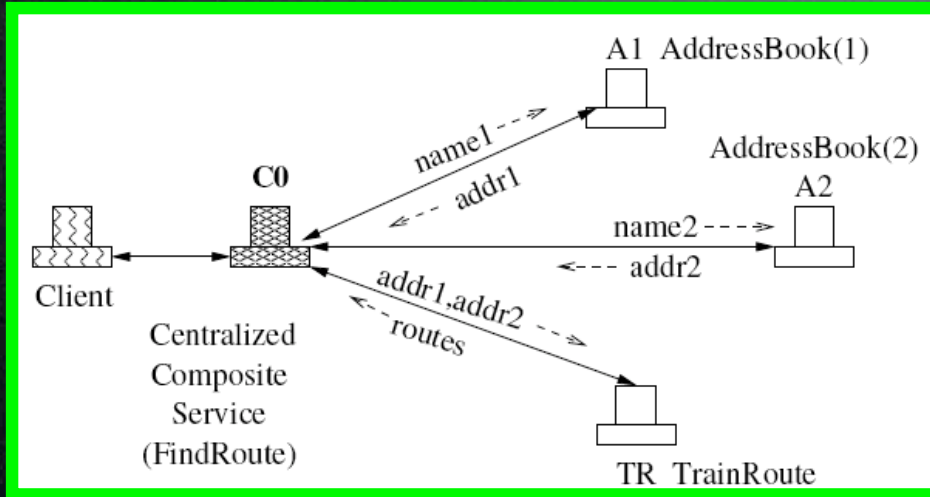 A1 AddressBook(1)
name1
addr1
AddressBook(2)
A2
C0
name2
addr2
Client
addr1,addr2
routes
Centralized
Composite
Service
(FindRoute)
TR TrainRoute